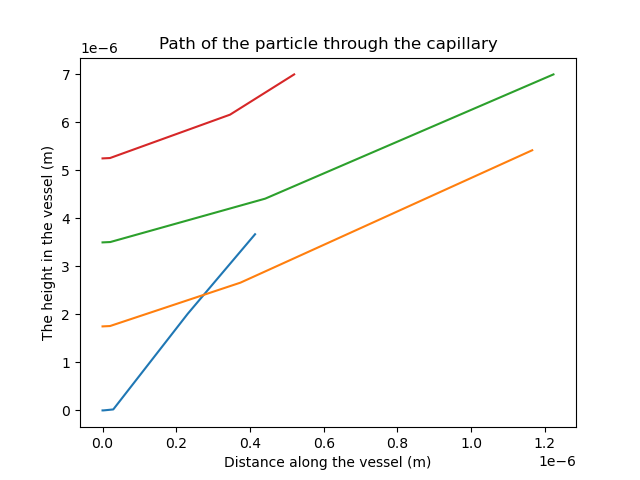 Path of the particle through the capillary
1e−6
7
6
5
4
3
2
1
0
The height in the vessel (m)
0.0 0.2 0.4 0.6 0.8 1.0 1.2
Distance along the vessel (m)
1e−6